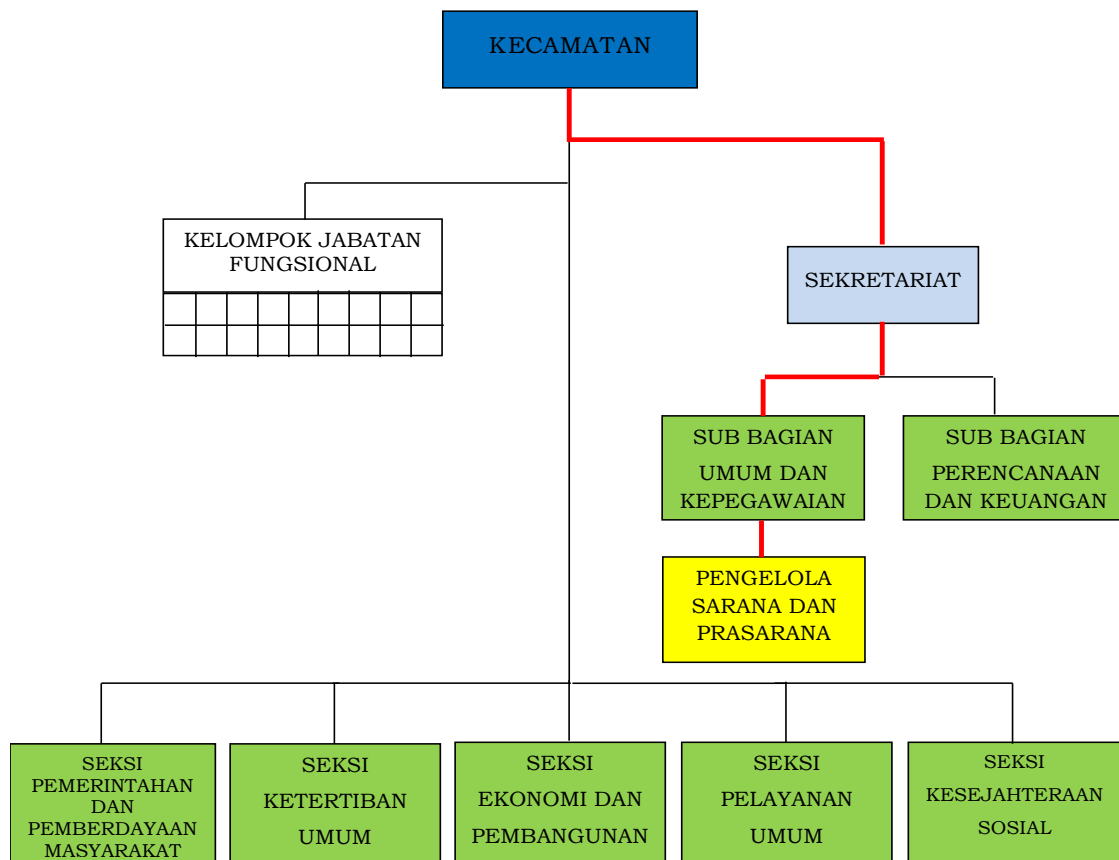 KECAMATAN
KELOMPOK JABATAN
FUNGSIONAL
SEKRETARIAT
SUB BAGIAN
UMUM DAN
KEPEGAWAIAN
SUB BAGIAN
PERENCANAAN
DAN KEUANGAN
PENGELOLA
SARANA DAN
PRASARANA
SEKSI
PEMERINTAHAN
DAN
PEMBERDAYAAN
MASYARAKAT
SEKSI
KETERTIBAN
UMUM
SEKSI
EKONOMI DAN
PEMBANGUNAN
SEKSI
PELAYANAN
UMUM
SEKSI
KESEJAHTERAAN
SOSIAL